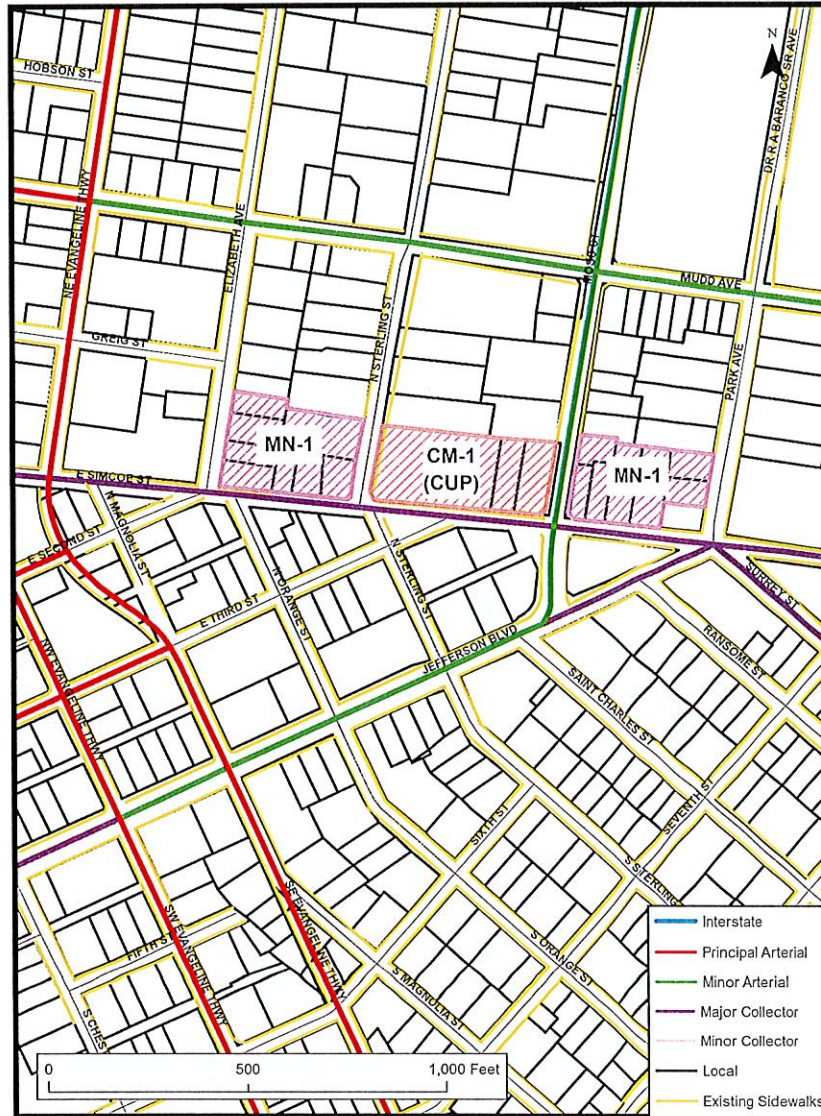 N
HOBSON ST
DR R A BARANCO SR AVE
NE EVANGELINE THWY
ELIZABETH AVE
MOSS ST
MUDD AVE
GREIG ST
N STERLING ST
PARK AVE
MN-1
CM-1
(CUP)
MN-1
E SIMCOE ST
N MAGNOLIA ST
E SECOND ST
N ORANGE ST
N STERLING ST
E THIRD ST
SURREY ST
RANSOME ST
JEFFERSON BLVD
NW EVANGELINE THWY
SAINT CHARLES ST
SEVENTH ST
SIXTH ST
S STERLING
SW EVANGELINE THWY
SE EVANGELINE THWY
FIFTH ST
S ORANGE ST
S MAGNOLIA ST
S CHES
Interstate
Principal Arterial
Minor Arterial
Major Collector
Minor Collector
Local
Existing Sidewalks
0 500 1,000 Feet